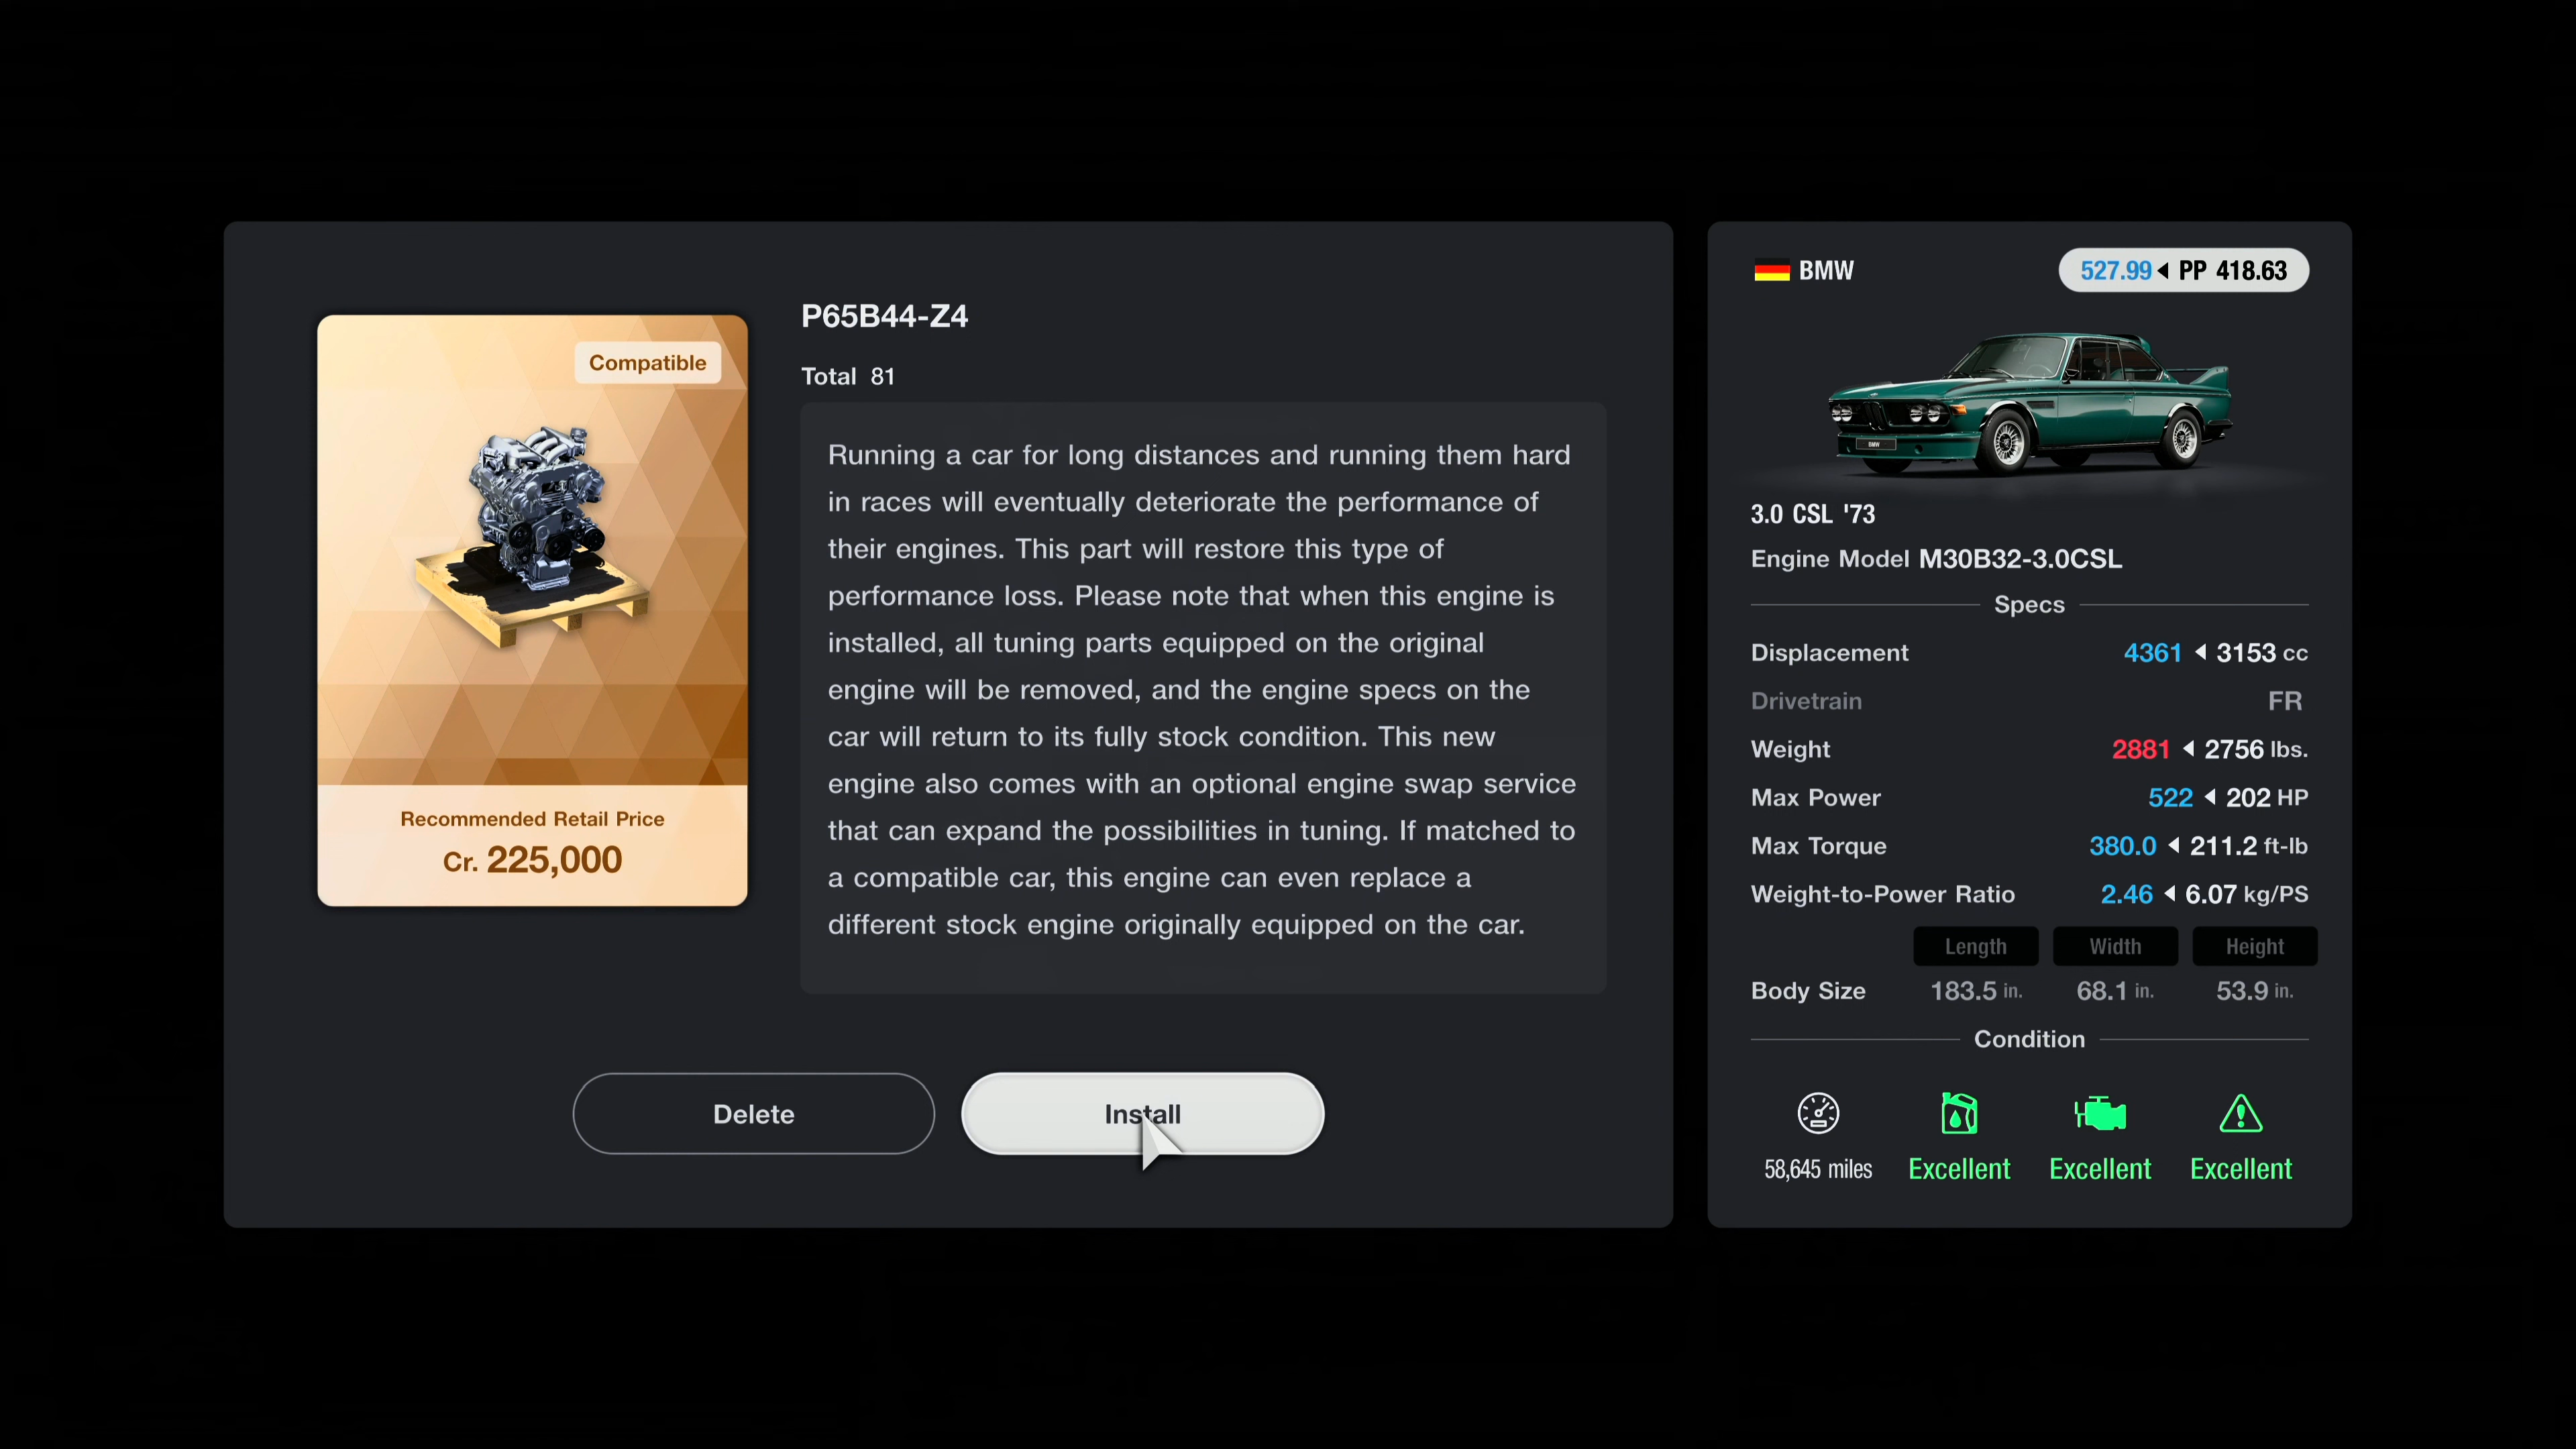 P65B44-Z4
Total 81
Compatible
Recommended Retail Price
Cr. 225,000
Running a car for long distances and running them hard
in races will eventually deteriorate the performance of
their engines. This part will restore this type of
performance loss. Please note that when this engine is
installed, all tuning parts equipped on the original
engine will be removed, and the engine specs on the
car will return to its fully stock condition. This new
engine also comes with an optional engine swap service
that can expand the possibilities in tuning. If matched to
a compatible car, this engine can even replace a
different stock engine originally equipped on the car.
Delete
Install
BMW
527.99 ◀ PP 418.63
BMW
3.0 CSL '73
Engine Model M30B32-3.0CSL
Specs
Displacement 4361 ◀ 3153 cc
Drivetrain FR
Weight 2881 ◀ 2756 lbs.
Max Power 522 ◀ 202 HP
Max Torque 380.0 ◀ 211.2 ft-lb
Weight-to-Power Ratio 2.46 ◀ 6.07 kg/PS
Length Width Height
Body Size 183.5 in. 68.1 in. 53.9 in.
Condition
58,645 miles Excellent Excellent Excellent